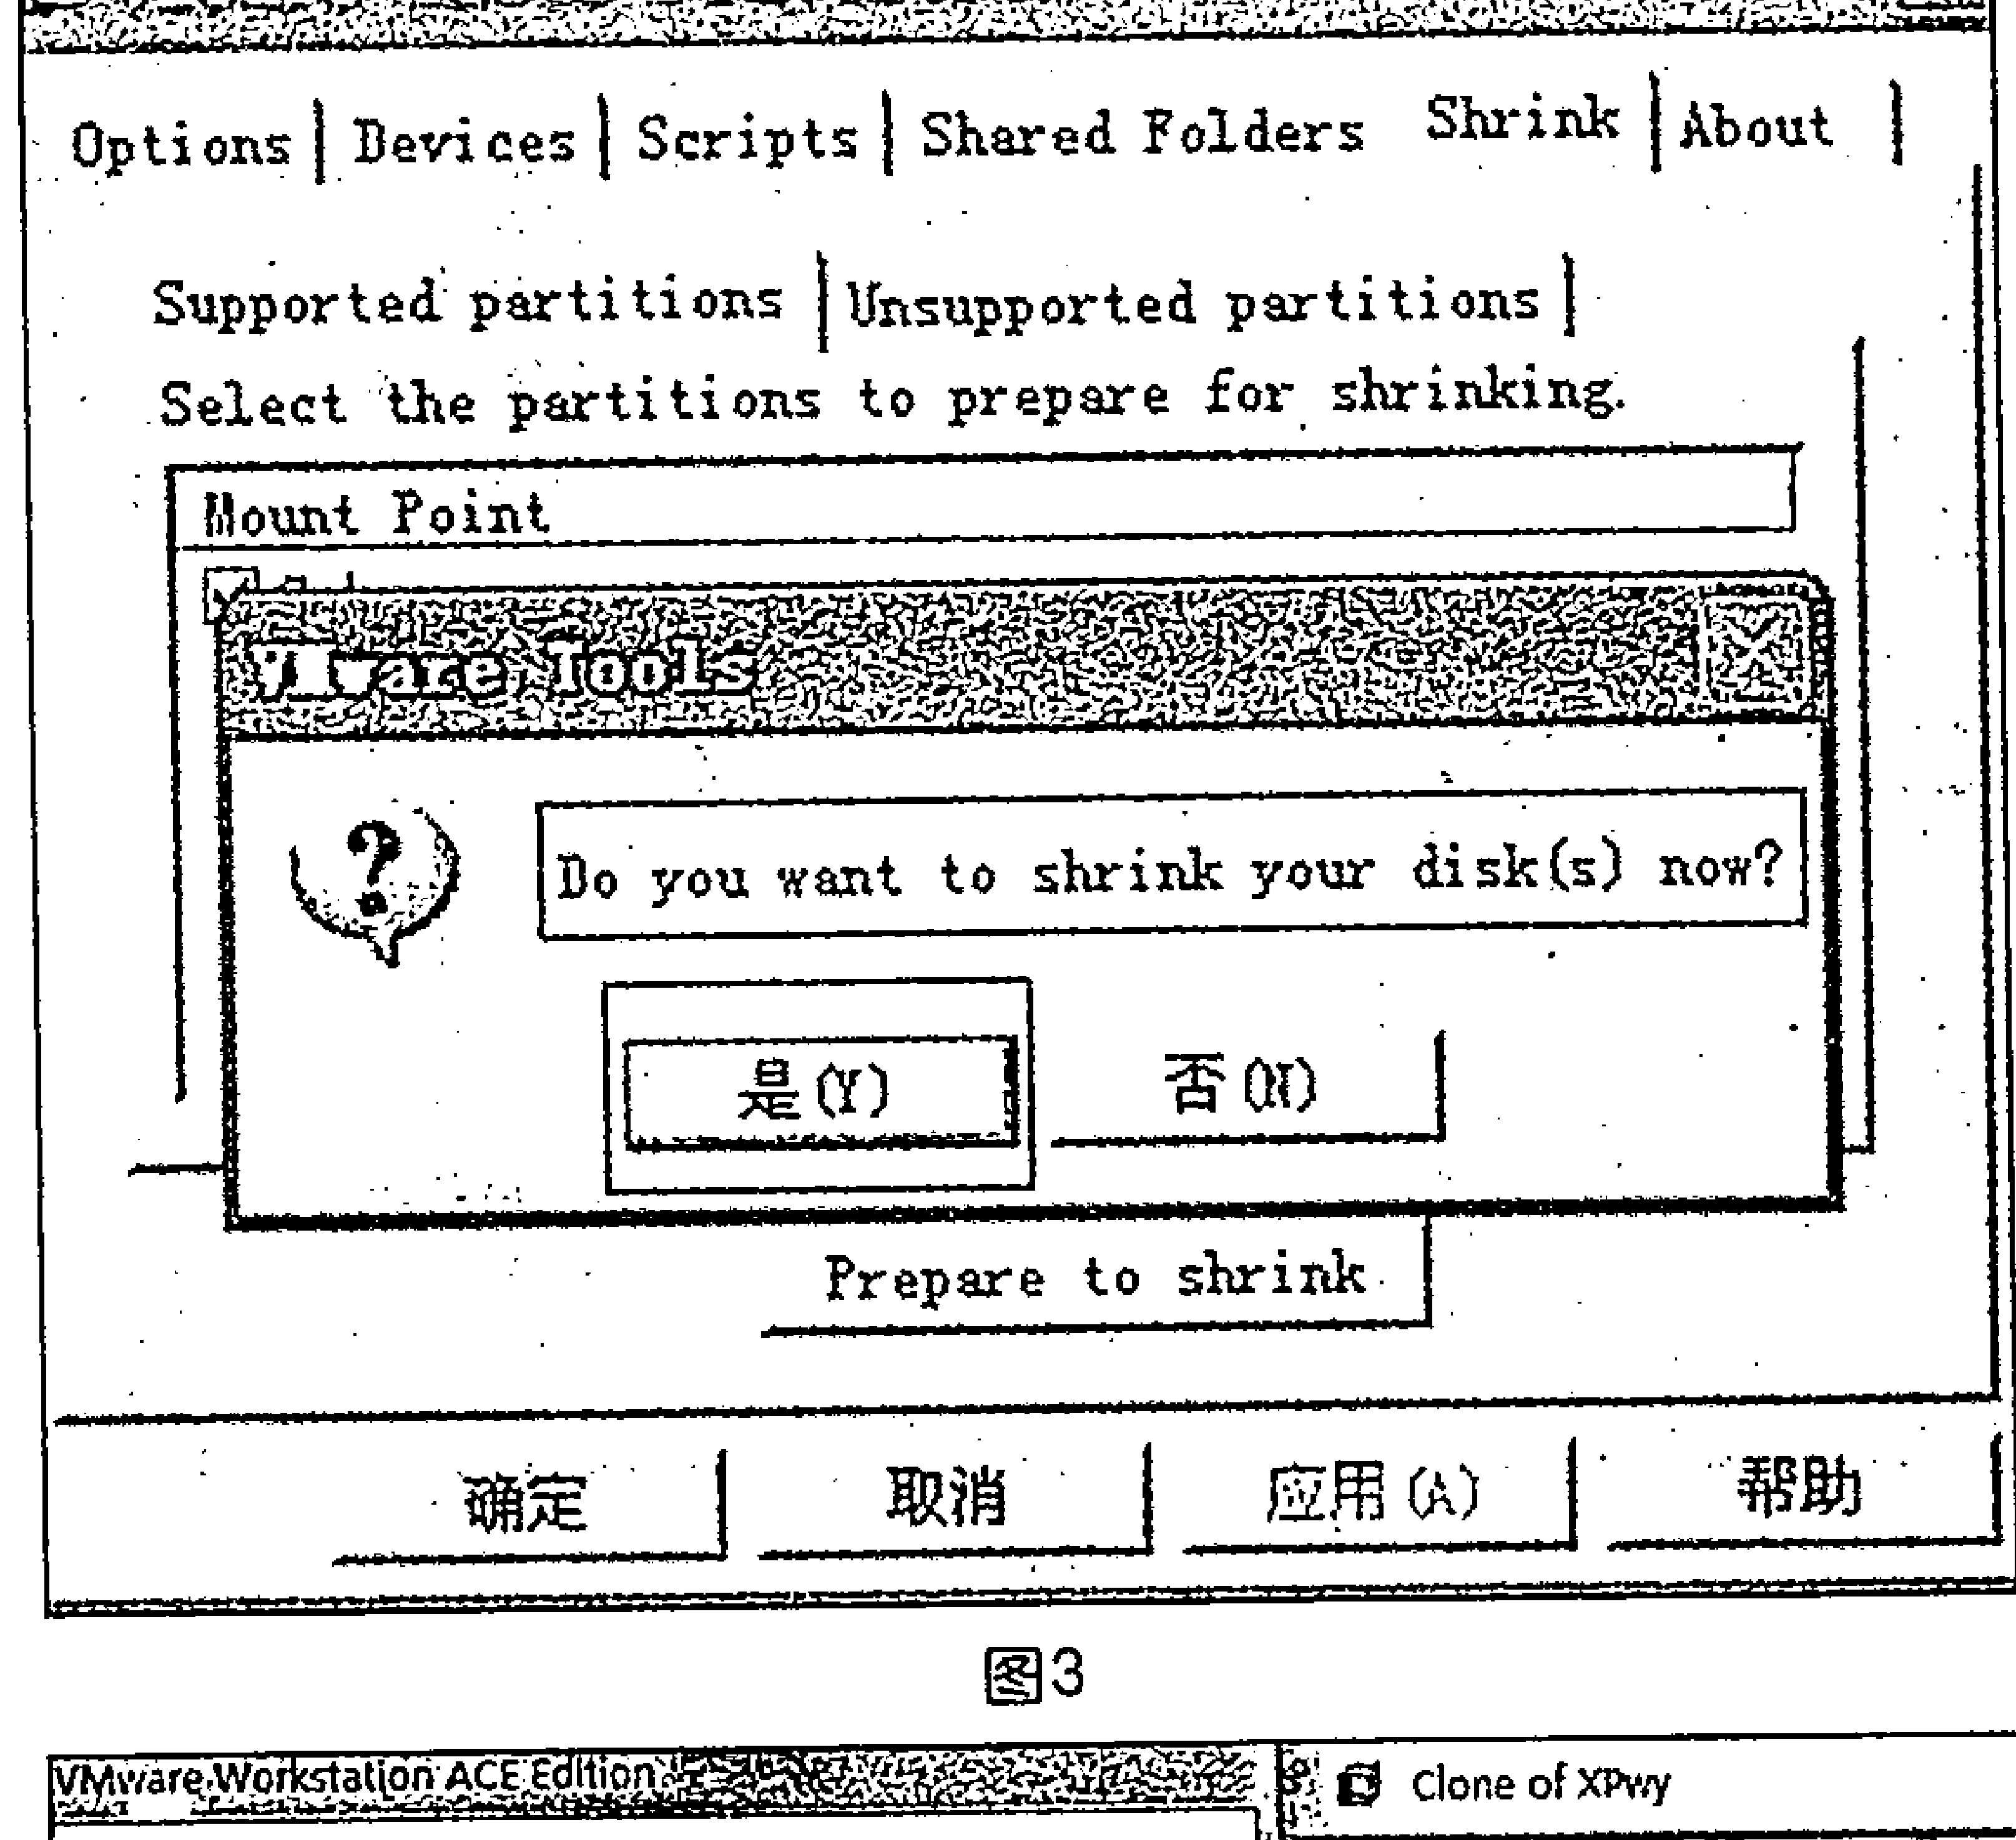 Options Devices Scripts Shared Folders Shrink About
Supported partitions Unsupported partitions
Select the partitions to prepare for shrinking.
Mount Point
VMware Tools
Do you want to shrink your disk(s) now?
是(Y) 否(N)
Prepare to shrink
确定 取消 应用(A) 帮助
图3
VMware Workstation ACE Edition Clone of XPwy